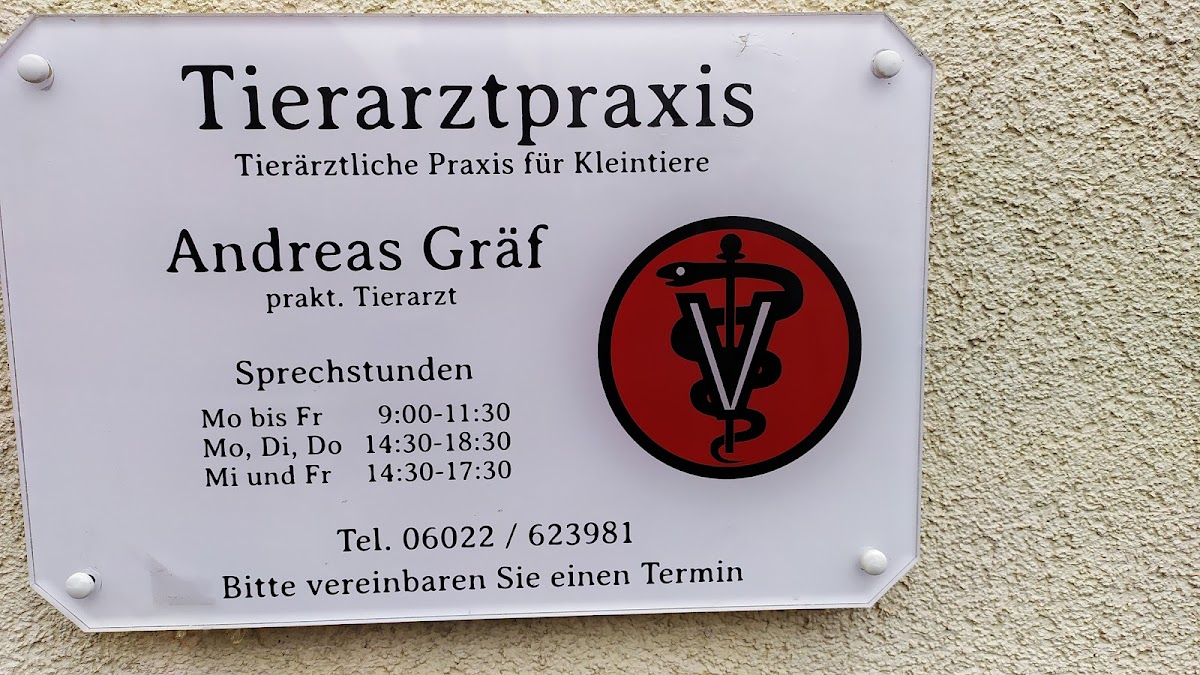 Tierarztpraxis
Tierärztliche Praxis für Kleintiere
Andreas Gräf
prakt. Tierarzt
Sprechstunden
Mo bis Fr 9:00-11:30
Mo, Di, Do 14:30-18:30
Mi und Fr 14:30-17:30
V
Tel. 06022 / 623981
Bitte vereinbaren Sie einen Termin